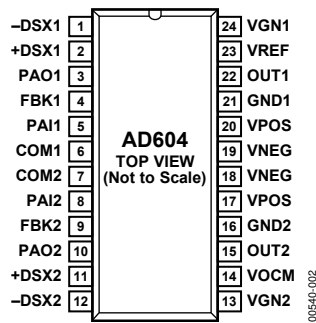 –DSX1 1 24 VGN1
+DSX1 2 23 VREF
PAO1 3 22 OUT1
FBK1 4 21 GND1
PAI1 5 20 VPOS
COM1 6 19 VNEG
COM2 7 18 VNEG
PAI2 8 17 VPOS
FBK2 9 16 GND2
PAO2 10 15 OUT2
+DSX2 11 14 VOCM
–DSX2 12 13 VGN2
AD604
TOP VIEW
(Not to Scale)
00540-002